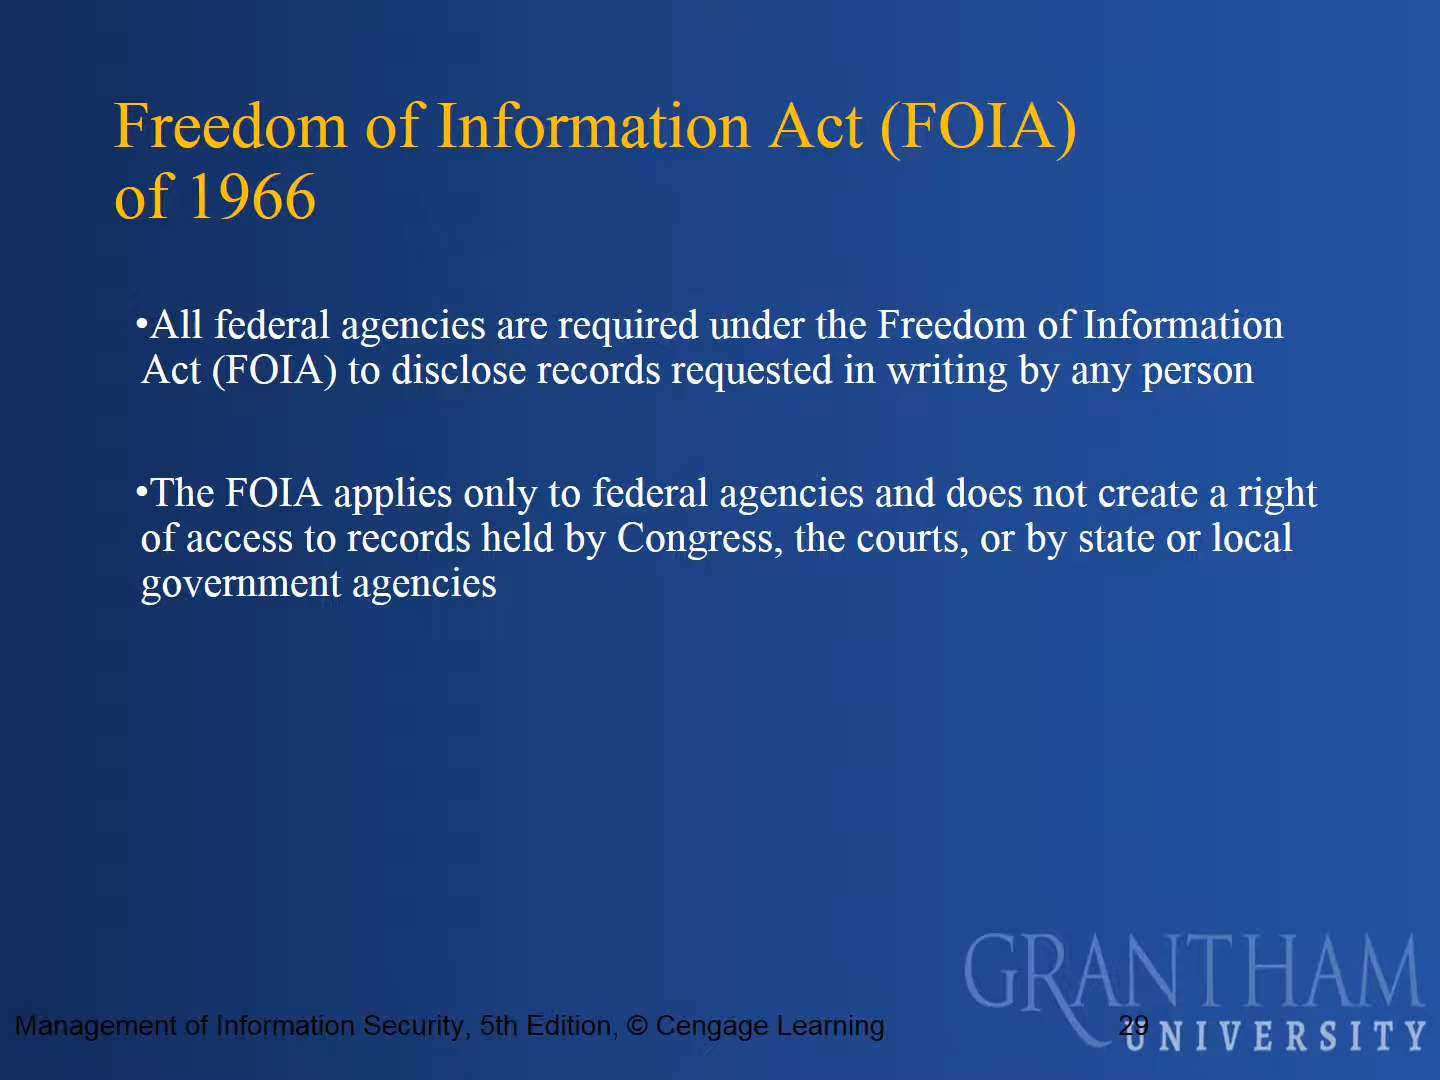 Freedom of Information Act (FOIA)
of 1966
•All federal agencies are required under the Freedom of Information
Act (FOIA) to disclose records requested in writing by any person
•The FOIA applies only to federal agencies and does not create a right
of access to records held by Congress, the courts, or by state or local
government agencies
GRANTHAM
UNIVERSITY
Management of Information Security, 5th Edition, © Cengage Learning
29